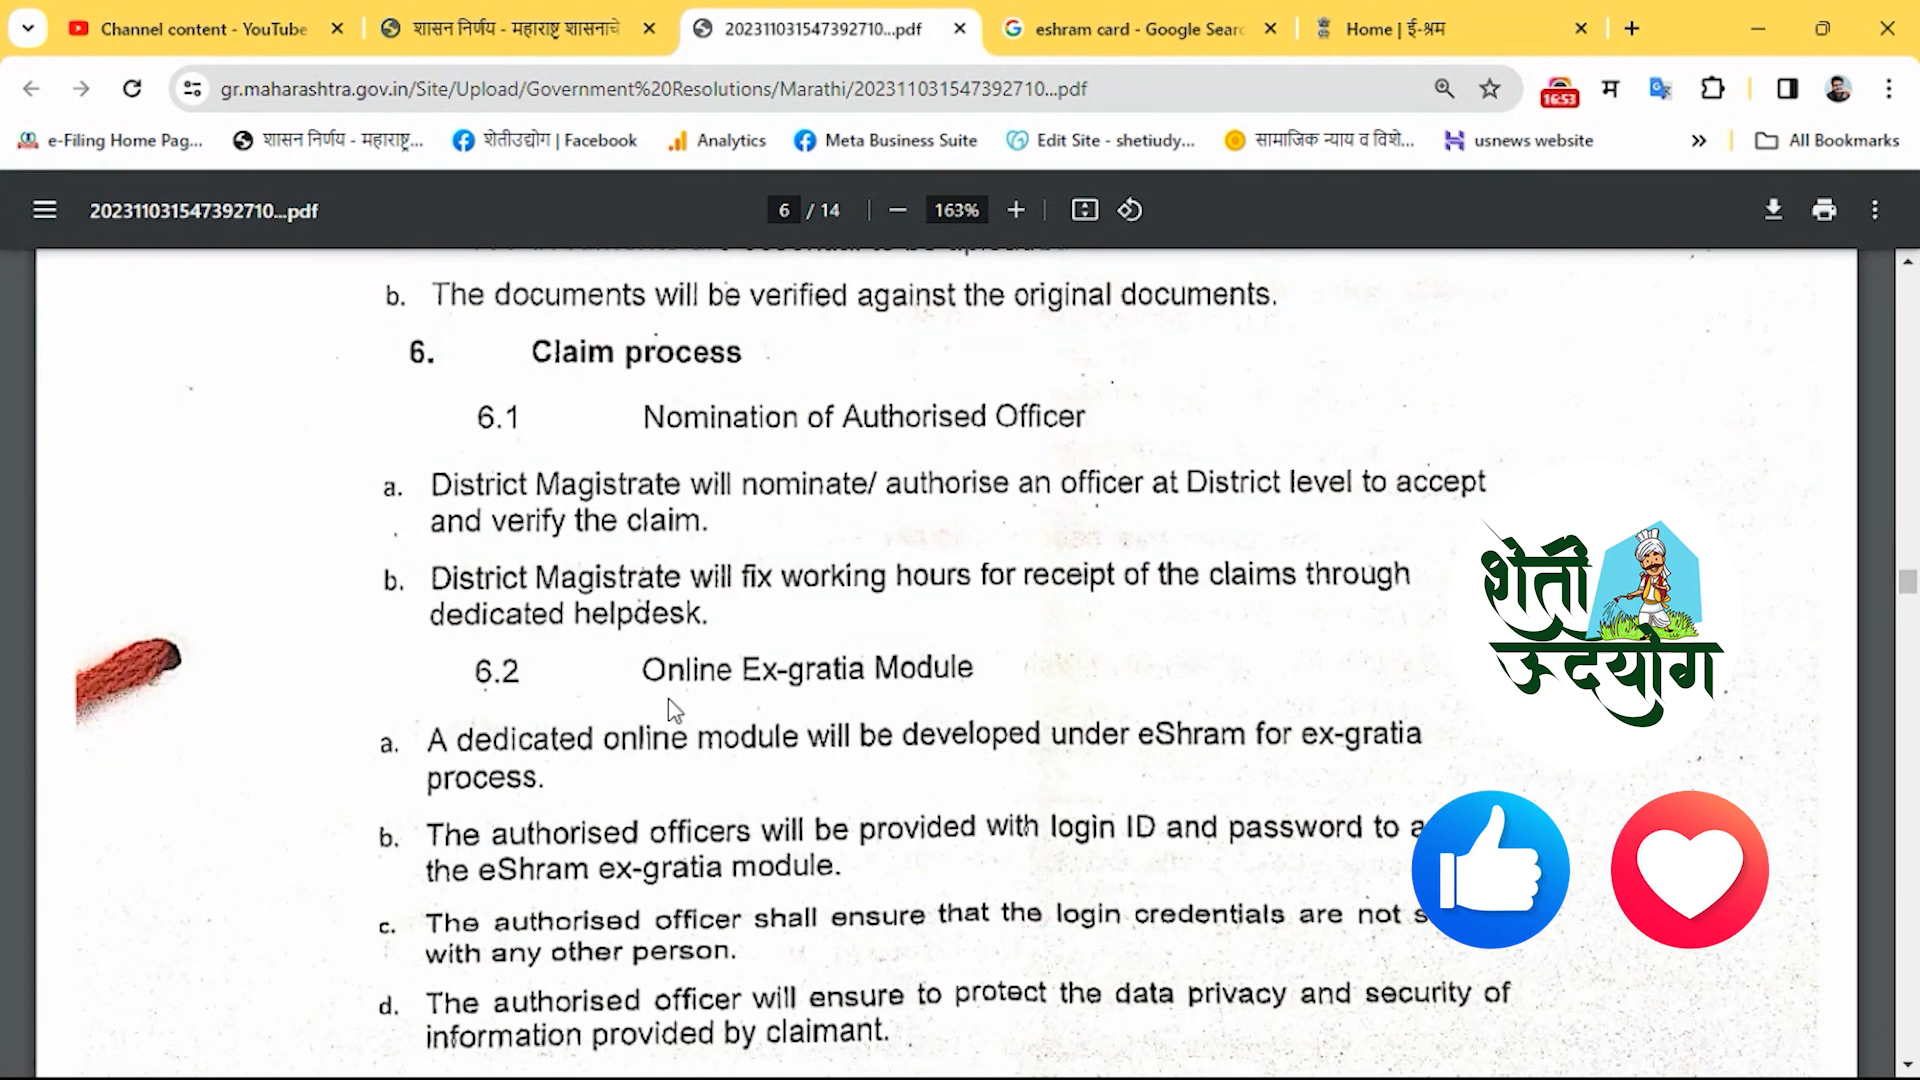 Channel content - YouTube
शासन निर्णय - महाराष्ट्र शासनाचे
202311031547392710...pdf
eshram card - Google Searc
Home | ई-श्रम
gr.maharashtra.gov.in/Site/Upload/Government%20Resolutions/Marathi/202311031547392710...pdf
16:53
म
e-Filing Home Pag...
शासन निर्णय - महाराष्ट्र...
शेतीउद्योग | Facebook
Analytics
Meta Business Suite
Edit Site - shetiudy...
सामाजिक न्याय व विशे...
usnews website
All Bookmarks
202311031547392710...pdf
6 / 14
163%
b. The documents will be verified against the original documents.
6. Claim process
6.1 Nomination of Authorised Officer
a. District Magistrate will nominate/ authorise an officer at District level to accept
and verify the claim.
b. District Magistrate will fix working hours for receipt of the claims through
dedicated helpdesk.
6.2 Online Ex-gratia Module
a. A dedicated online module will be developed under eShram for ex-gratia
process.
b. The authorised officers will be provided with login ID and password to a
the eShram ex-gratia module.
c. The authorised officer shall ensure that the login credentials are not s
with any other person.
d. The authorised officer will ensure to protect the data privacy and security of
information provided by claimant.
शेती
उदयोग